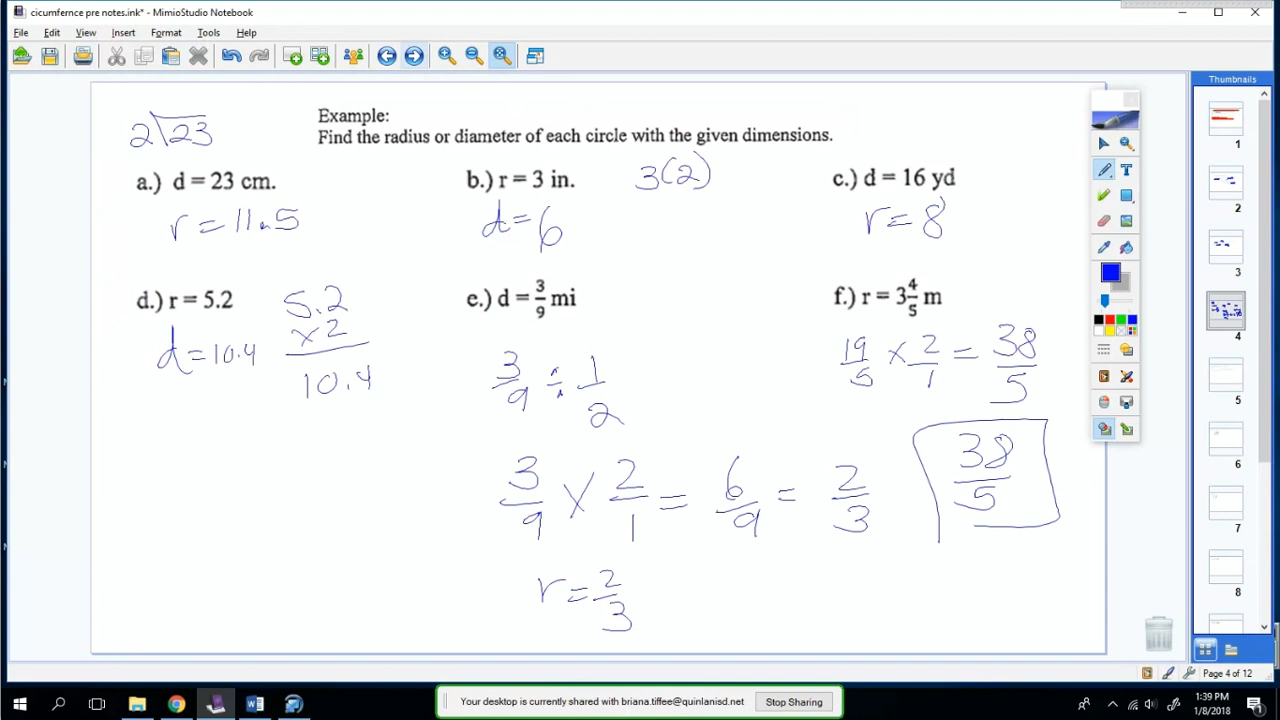 cicumfernce pre notes.ink* - MimioStudio Notebook
File Edit View Insert Format Tools Help
Thumbnails
Example:
Find the radius or diameter of each circle with the given dimensions.
2 23
a.) d = 23 cm.
r = 11.5
b.) r = 3 in.
3(2)
d = 6
c.) d = 16 yd
r = 8
d.) r = 5.2
d = 10.4
5.2
x 2
10.4
e.) d = 3/9 mi
3/9 ÷ 1/2
3/9 x 2/1 = 6/9 = 2/3
r = 2/3
f.) r = 3 4/5 m
19/5 x 2/1 = 38/5
38/5
1
2
3
4
5
6
7
8
Page 4 of 12
Your desktop is currently shared with briana.tiffee@quinlanisd.net
Stop Sharing
1:39 PM
1/8/2018